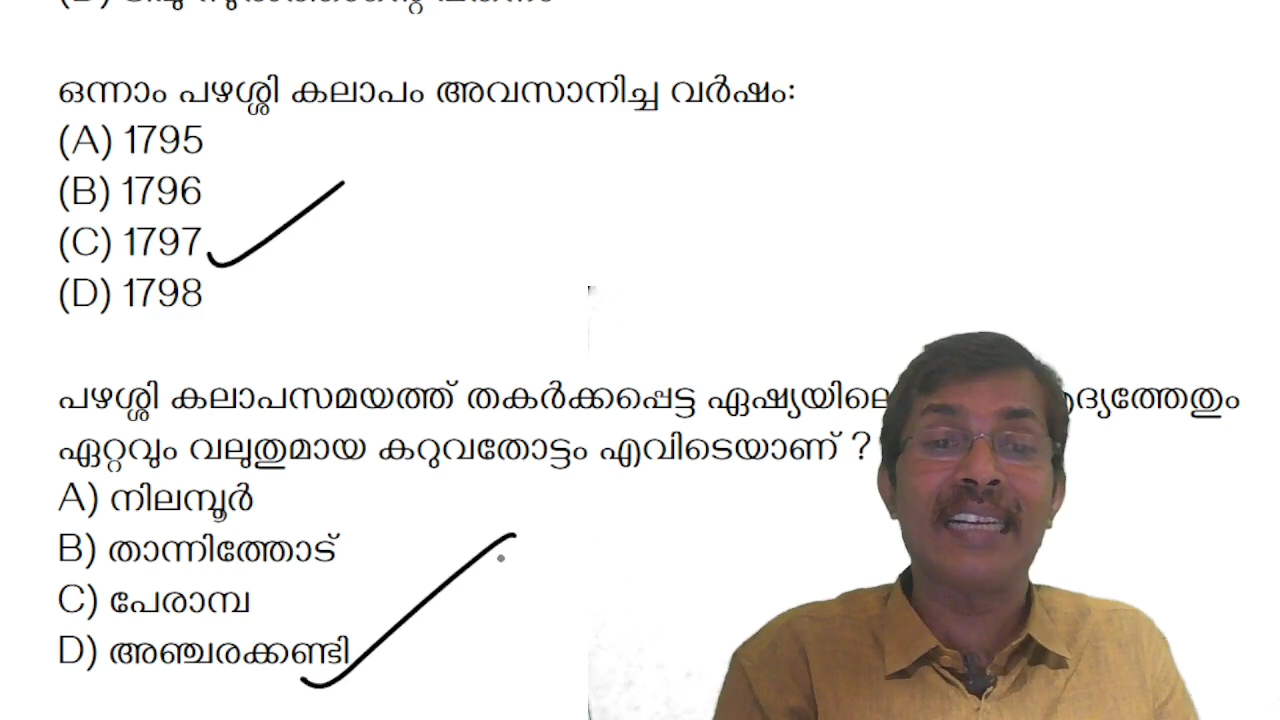 ഒന്നാം പഴശ്ശി കലാപം അവസാനിച്ച വർഷം:
(A) 1795
(B) 1796
(C) 1797
(D) 1798
പഴശ്ശി കലാപസമയത്ത് തകർക്കപ്പെട്ട ഏഷ്യയിലെ
ഏറ്റവും വലുതുമായ കറുവതോട്ടം എവിടെയാണ് ?
A) നിലമ്പൂർ
B) താന്നിത്തോട്
C) പേരാമ്പ
D) അഞ്ചരക്കണ്ടി